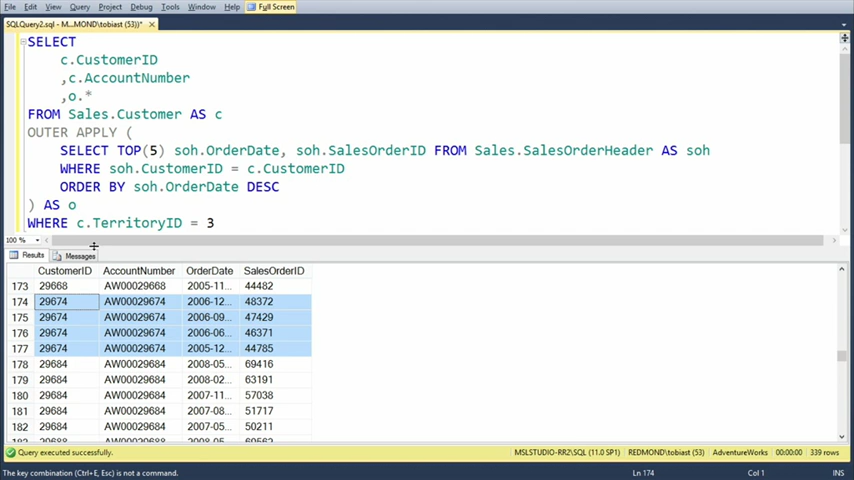 File Edit View Query Project Debug Tools Window Help Full Screen
SQLQuery2.sql - M...MOND\tobiast (53))*
SELECT
c.CustomerID
,c.AccountNumber
,o.*
FROM Sales.Customer AS c
OUTER APPLY (
SELECT TOP(5) soh.OrderDate, soh.SalesOrderID FROM Sales.SalesOrderHeader AS soh
WHERE soh.CustomerID = c.CustomerID
ORDER BY soh.OrderDate DESC
) AS o
WHERE c.TerritoryID = 3
100 %
Results Messages
CustomerID AccountNumber OrderDate SalesOrderID
173 29668 AW00029668 2005-11... 44482
174 29674 AW00029674 2006-12... 48372
175 29674 AW00029674 2006-09... 47429
176 29674 AW00029674 2006-06... 46371
177 29674 AW00029674 2005-12... 44785
178 29684 AW00029684 2008-05... 69416
179 29684 AW00029684 2008-02... 63191
180 29684 AW00029684 2007-11... 57038
181 29684 AW00029684 2007-08... 51717
182 29684 AW00029684 2007-05... 50211
Query executed successfully. MSLSTUDIO-RR2\SQL (11.0 SP1) REDMOND\tobiast (53) AdventureWorks 00:00:00 339 rows
The key combination (Ctrl+E, Esc) is not a command. Ln 174 Col 1 INS